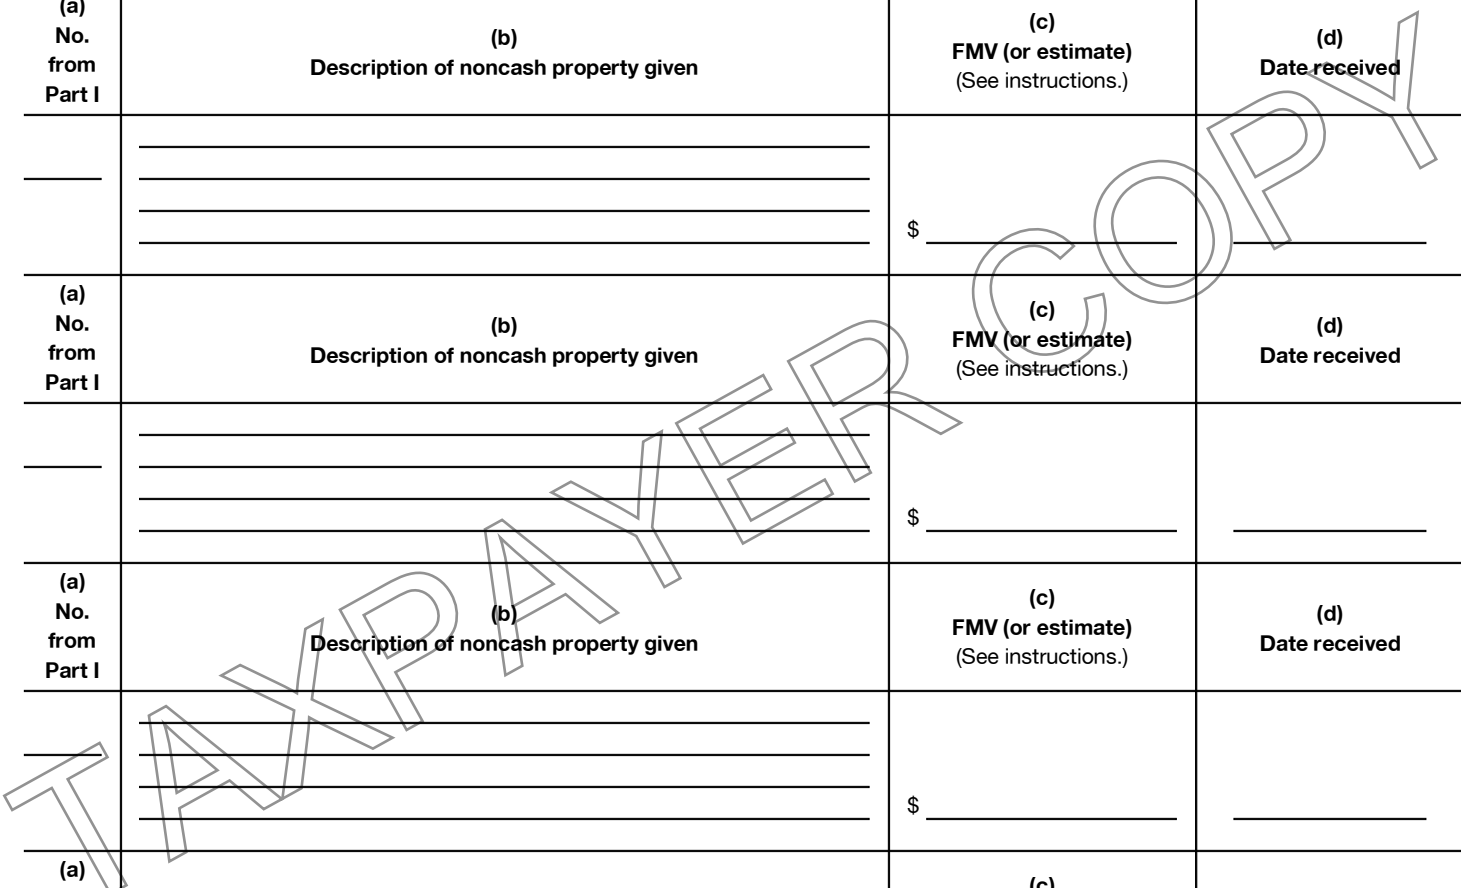 (a)
No.
from
Part I
(b)
Description of noncash property given
(c)
FMV (or estimate)
(See instructions.)
(d)
Date received
$
(a)
No.
from
Part I
(b)
Description of noncash property given
(c)
FMV (or estimate)
(See instructions.)
(d)
Date received
$
(a)
No.
from
Part I
(b)
Description of noncash property given
(c)
FMV (or estimate)
(See instructions.)
(d)
Date received
$
(a)
(c)
TAXPAYER COPY